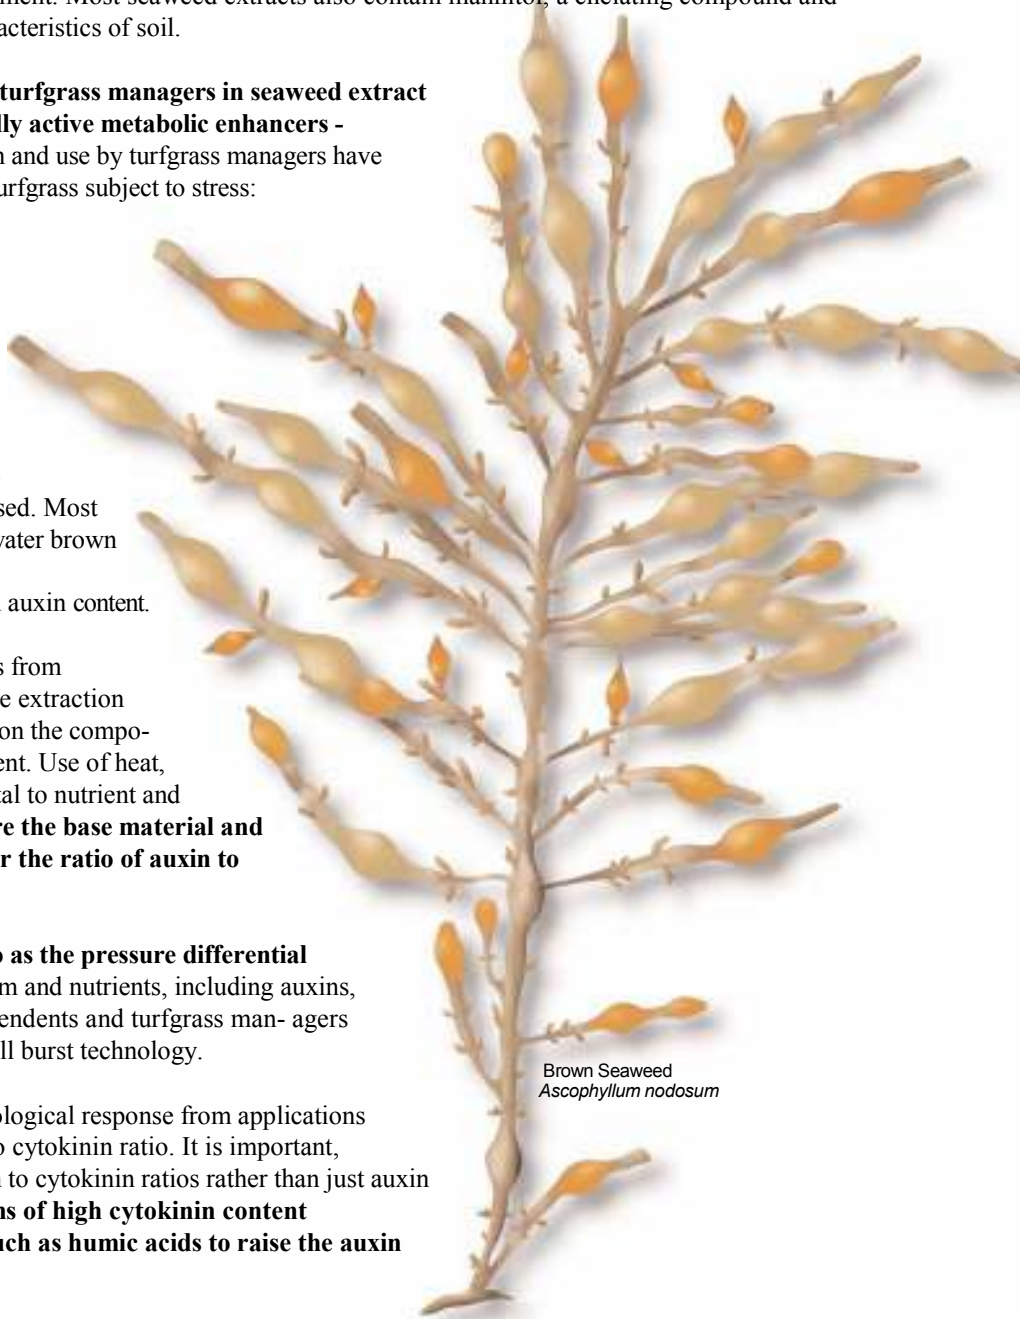 ment. Most seaweed extracts also contain mannitol, a chelating compound and
acteristics of soil.
turfgrass managers in seaweed extract
lly active metabolic enhancers -
n and use by turfgrass managers have
urfgrass subject to stress:
sed. Most
vater brown
auxin content.
s from
e extraction
on the compo-
ent. Use of heat,
tal to nutrient and
re the base material and
r the ratio of auxin to
as the pressure differential
m and nutrients, including auxins,
endents and turfgrass man- agers
ll burst technology.
Brown Seaweed
Ascophyllum nodosum
ological response from applications
o cytokinin ratio. It is important,
n to cytokinin ratios rather than just auxin
ns of high cytokinin content
uch as humic acids to raise the auxin